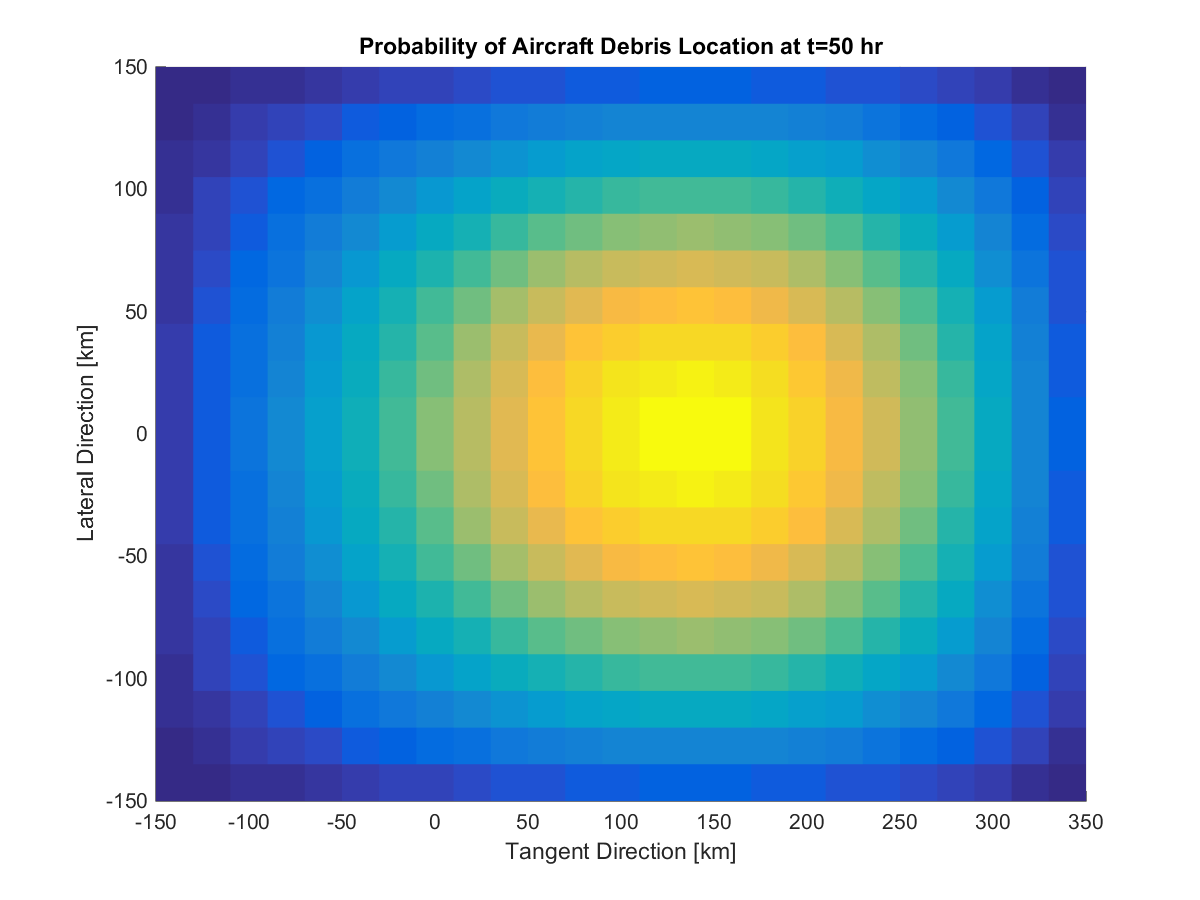 Probability of Aircraft Debris Location at t=50 hr
150
100
50
0
-50
-100
-150
Lateral Direction [km]
-150 -100 -50 0 50 100 150 200 250 300 350
Tangent Direction [km]